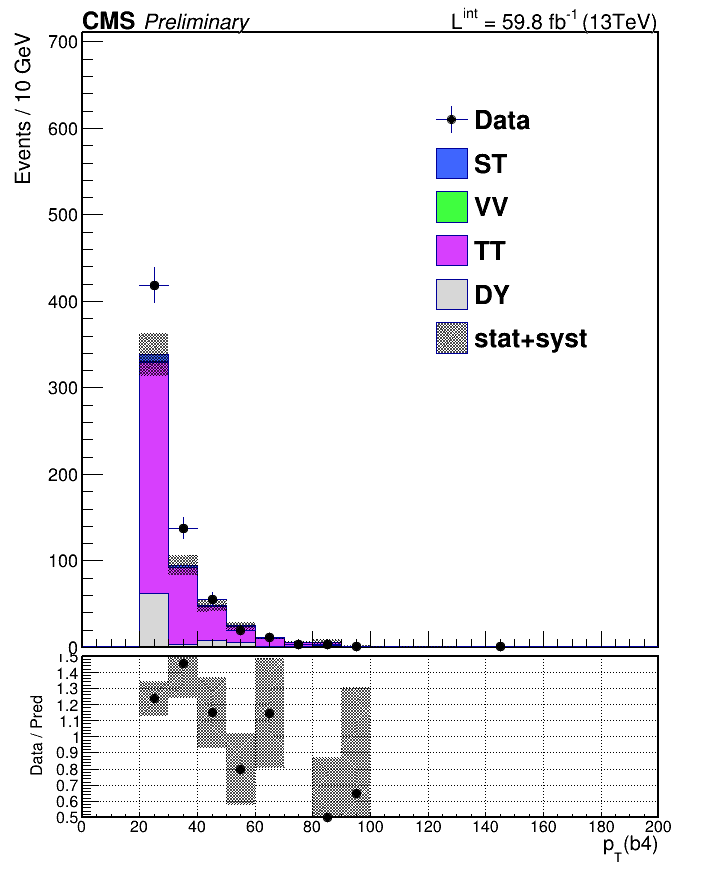 CMS Preliminary
L^int = 59.8 fb^-1 (13TeV)
Events / 10 GeV
700
600
500
400
300
200
100
0
Data
ST
VV
TT
DY
stat+syst
Data / Pred
1.5
1.4
1.3
1.2
1.1
1
0.9
0.8
0.7
0.6
0.5
0 20 40 60 80 100 120 140 160 180 200
p_T(b4)